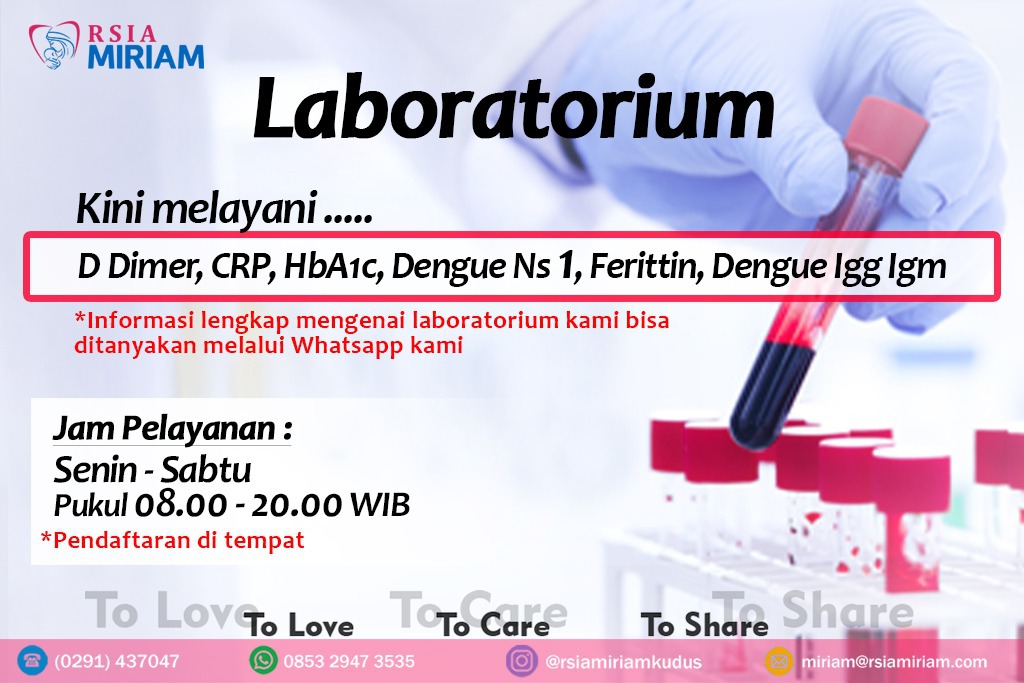 RSIA
MIRIAM
Laboratorium
Kini melayani .....
D Dimer, CRP, HbA1c, Dengue Ns 1, Ferittin, Dengue Igg Igm
*Informasi lengkap mengenai laboratorium kami bisa
ditanyakan melalui Whatsapp kami
Jam Pelayanan :
Senin - Sabtu
Pukul 08.00 - 20.00 WIB
*Pendaftaran di tempat
To Love To Care To Share
To Love To Care To Share
(0291) 437047 0853 2947 3535 @rsiamiriamkudus miriam@rsiamiriam.com